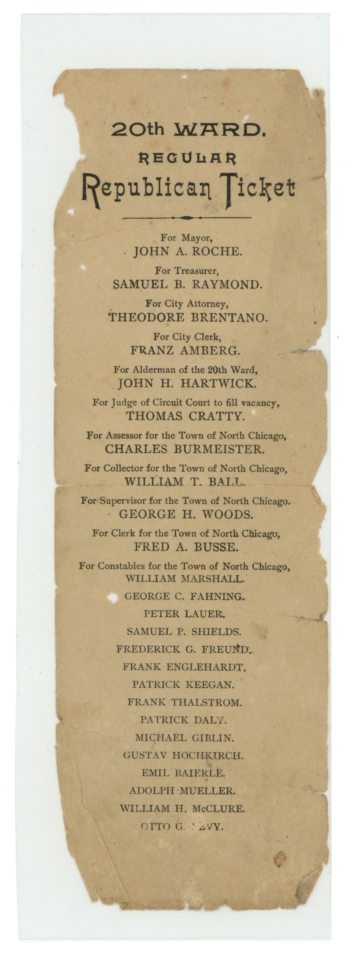 20th WARD.
REGULAR
Republican Ticket
For Mayor,
JOHN A. ROCHE.
For Treasurer,
SAMUEL B. RAYMOND.
For City Attorney,
THEODORE BRENTANO.
For City Clerk,
FRANZ AMBERG.
For Alderman of the 20th Ward,
JOHN H. HARTWICK.
For Judge of Circuit Court to fill vacancy,
THOMAS CRATTY.
For Assessor for the Town of North Chicago,
CHARLES BURMEISTER.
For Collector for the Town of North Chicago,
WILLIAM T. BALL.
For Supervisor for the Town of North Chicago.
GEORGE H. WOODS.
For Clerk for the Town of North Chicago,
FRED A. BUSSE.
For Constables for the Town of North Chicago,
WILLIAM MARSHALL.
GEORGE C. FAHNING.
PETER LAUER.
SAMUEL P. SHIELDS.
FREDERICK G. FREUND.
FRANK ENGLEHARDT.
PATRICK KEEGAN.
FRANK THALSTROM.
PATRICK DALY.
MICHAEL GIBLIN.
GUSTAV HOCHKIRCH.
EMIL BAIERLE.
ADOLPH MUELLER.
WILLIAM H. McCLURE.
OTTO G.